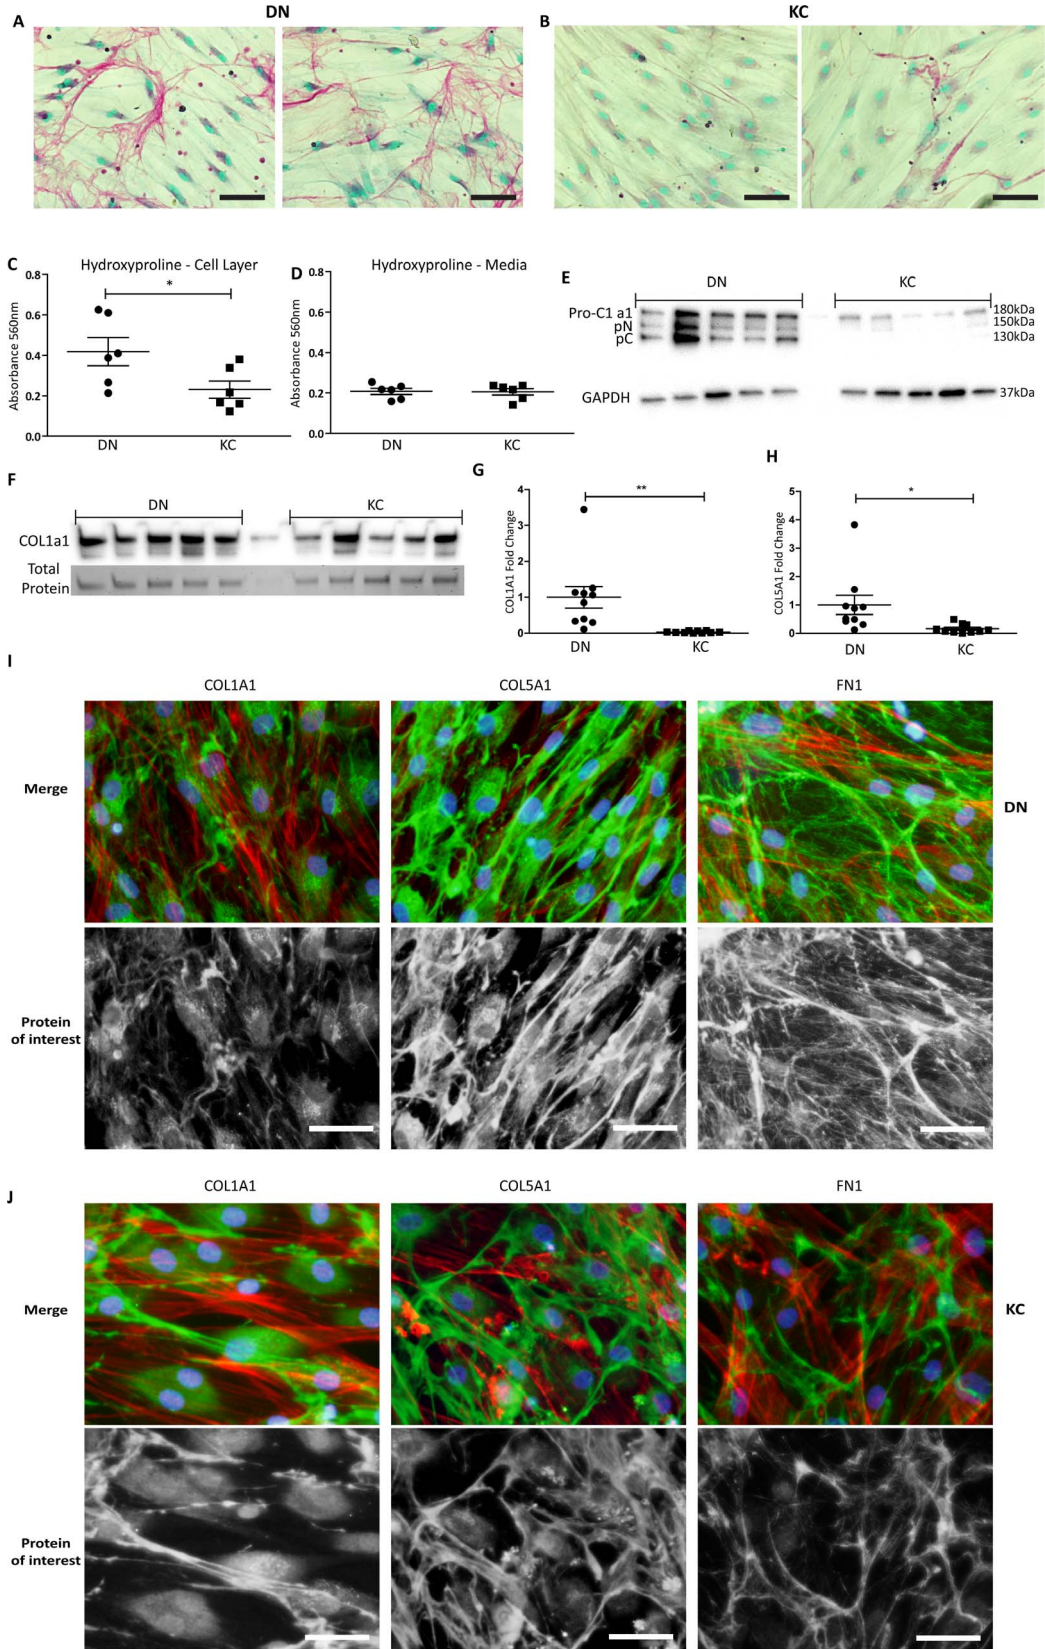 DN
KC
A
B
C
Hydroxyproline - Cell Layer
*
Absorbance 560nm
0.8
0.6
0.4
0.2
0.0
DN
KC
D
Hydroxyproline - Media
Absorbance 560nm
0.8
0.6
0.4
0.2
0.0
DN
KC
E
DN
KC
Pro-C1 a1
pN
pC
GAPDH
180kDa
150kDa
130kDa
37kDa
F
DN
KC
COL1a1
Total
Protein
G
**
COL1A1 Fold Change
4
3
2
1
0
DN
KC
H
*
COL5A1 Fold Change
5
4
3
2
1
0
DN
KC
I
COL1A1
COL5A1
FN1
Merge
DN
Protein
of interest
J
COL1A1
COL5A1
FN1
Merge
KC
Protein
of interest